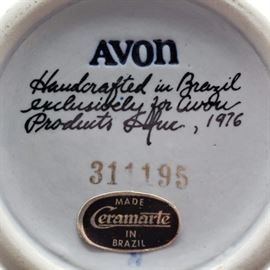 AVON
Handcrafted in Brazil
exclusively for Avon
Products Inc., 1976
311195
MADE
Ceramarte
IN
BRAZIL